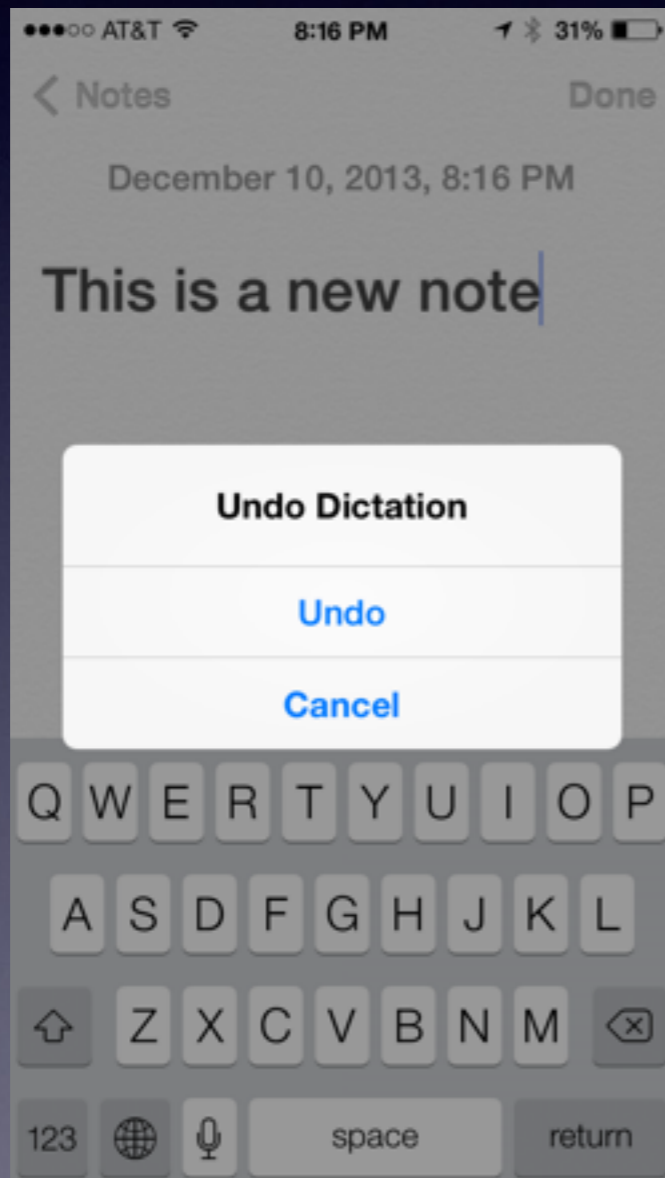 AT&T 8:16 PM 31%
Notes Done
December 10, 2013, 8:16 PM
This is a new note
Undo Dictation
Undo
Cancel
Q W E R T Y U I O P
A S D F G H J K L
Z X C V B N M
123 space return